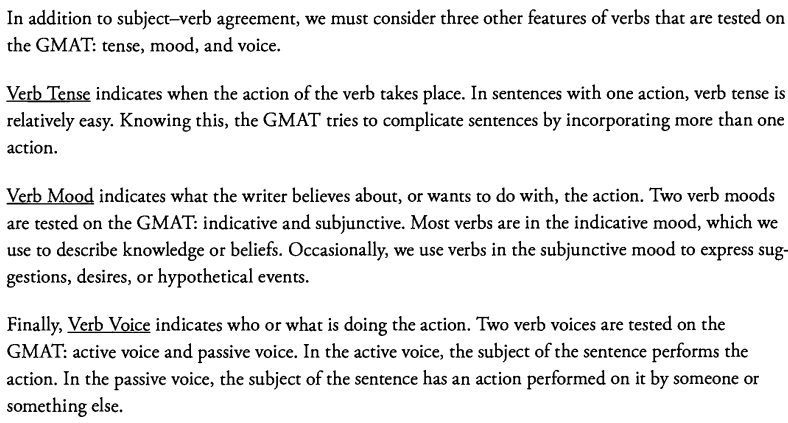 In addition to subject–verb agreement, we must consider three other features of verbs that are tested on
the GMAT: tense, mood, and voice.
Verb Tense indicates when the action of the verb takes place. In sentences with one action, verb tense is
relatively easy. Knowing this, the GMAT tries to complicate sentences by incorporating more than one
action.
Verb Mood indicates what the writer believes about, or wants to do with, the action. Two verb moods
are tested on the GMAT: indicative and subjunctive. Most verbs are in the indicative mood, which we
use to describe knowledge or beliefs. Occasionally, we use verbs in the subjunctive mood to express sug-
gestions, desires, or hypothetical events.
Finally, Verb Voice indicates who or what is doing the action. Two verb voices are tested on the
GMAT: active voice and passive voice. In the active voice, the subject of the sentence performs the
action. In the passive voice, the subject of the sentence has an action performed on it by someone or
something else.